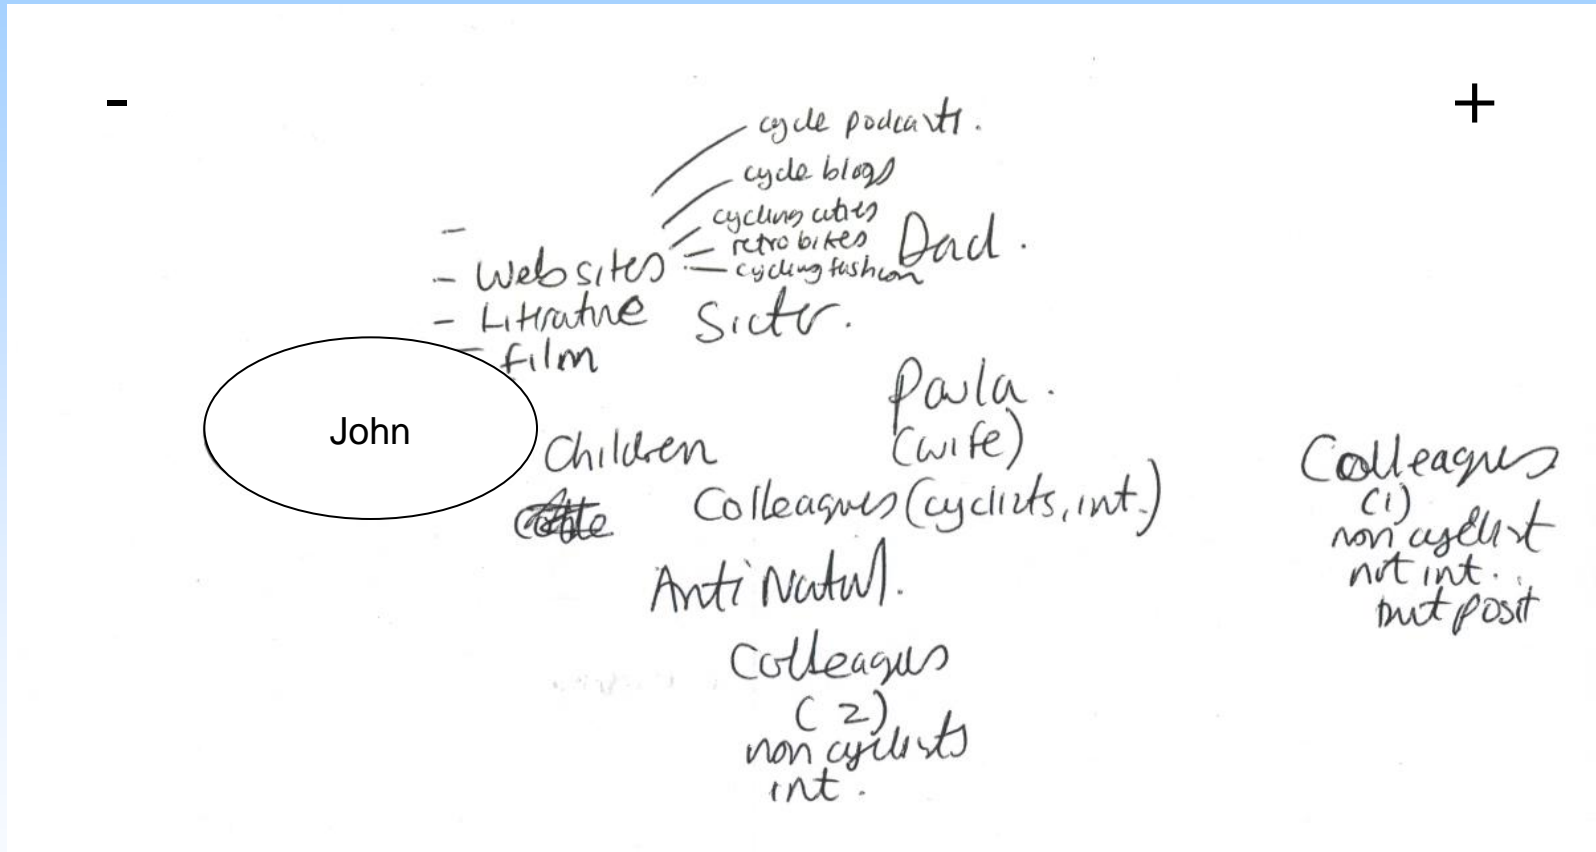 -
+
cycle podcasts.
cycle blogs
cycling cities
retro bikes
cycling fashion
Dad.
-
- Websites
- Litrature
- film
Sister.
John
Paula.
(wife)
Children
Colleagues (cyclists, int.)
Colleagues
(1)
non cyclist
not int.
but posit
Anti Natal.
Colleagues
(2)
non cyclists
int.